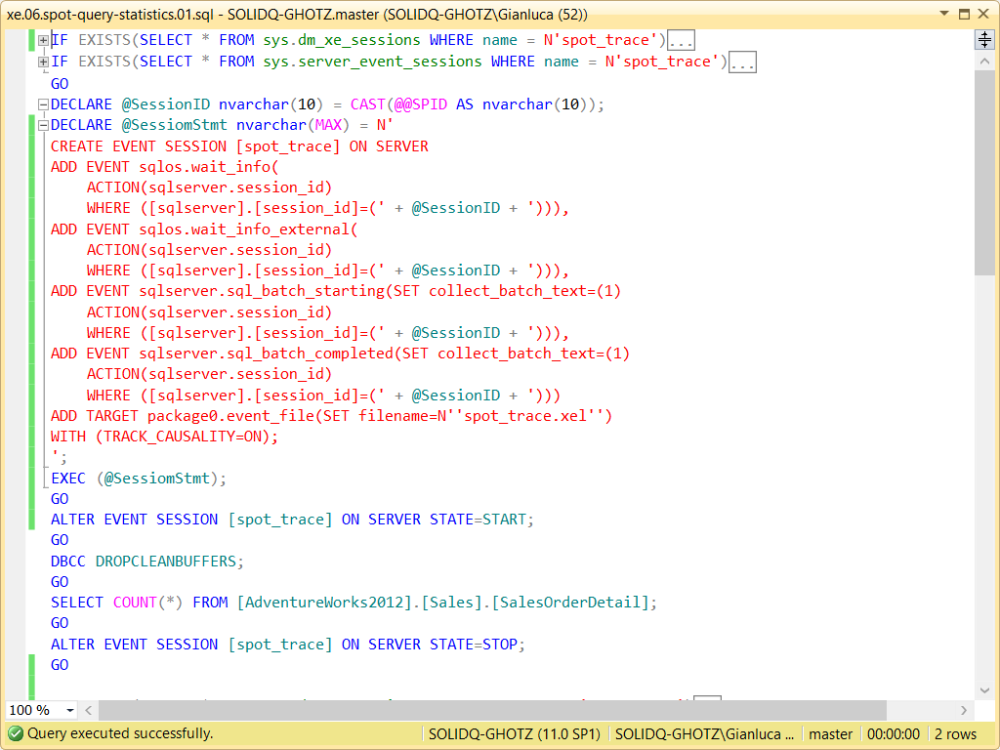 xe.06.spot-query-statistics.01.sql - SOLIDQ-GHOTZ.master (SOLIDQ-GHOTZ\Gianluca (52))
IF EXISTS(SELECT * FROM sys.dm_xe_sessions WHERE name = N'spot_trace')...
IF EXISTS(SELECT * FROM sys.server_event_sessions WHERE name = N'spot_trace')...
GO
DECLARE @SessionID nvarchar(10) = CAST(@@SPID AS nvarchar(10));
DECLARE @SessiomStmt nvarchar(MAX) = N'
CREATE EVENT SESSION [spot_trace] ON SERVER
ADD EVENT sqlos.wait_info(
    ACTION(sqlserver.session_id)
    WHERE ([sqlserver].[session_id]=(' + @SessionID + '))),
ADD EVENT sqlos.wait_info_external(
    ACTION(sqlserver.session_id)
    WHERE ([sqlserver].[session_id]=(' + @SessionID + '))),
ADD EVENT sqlserver.sql_batch_starting(SET collect_batch_text=(1)
    ACTION(sqlserver.session_id)
    WHERE ([sqlserver].[session_id]=(' + @SessionID + '))),
ADD EVENT sqlserver.sql_batch_completed(SET collect_batch_text=(1)
    ACTION(sqlserver.session_id)
    WHERE ([sqlserver].[session_id]=(' + @SessionID + ')))
ADD TARGET package0.event_file(SET filename=N''spot_trace.xel'')
WITH (TRACK_CAUSALITY=ON);
';
EXEC (@SessiomStmt);
GO
ALTER EVENT SESSION [spot_trace] ON SERVER STATE=START;
GO
DBCC DROPCLEANBUFFERS;
GO
SELECT COUNT(*) FROM [AdventureWorks2012].[Sales].[SalesOrderDetail];
GO
ALTER EVENT SESSION [spot_trace] ON SERVER STATE=STOP;
GO
100 %
Query executed successfully. SOLIDQ-GHOTZ (11.0 SP1) SOLIDQ-GHOTZ\Gianluca ... master 00:00:00 2 rows